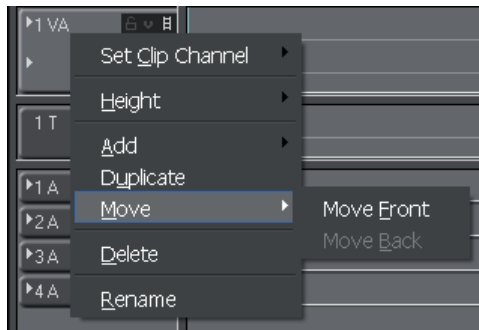 1 VA
Set Clip Channel
Height
1 T
Add
Duplicate
1 A
Move
Move Front
2 A
Move Back
3 A
Delete
4 A
Rename